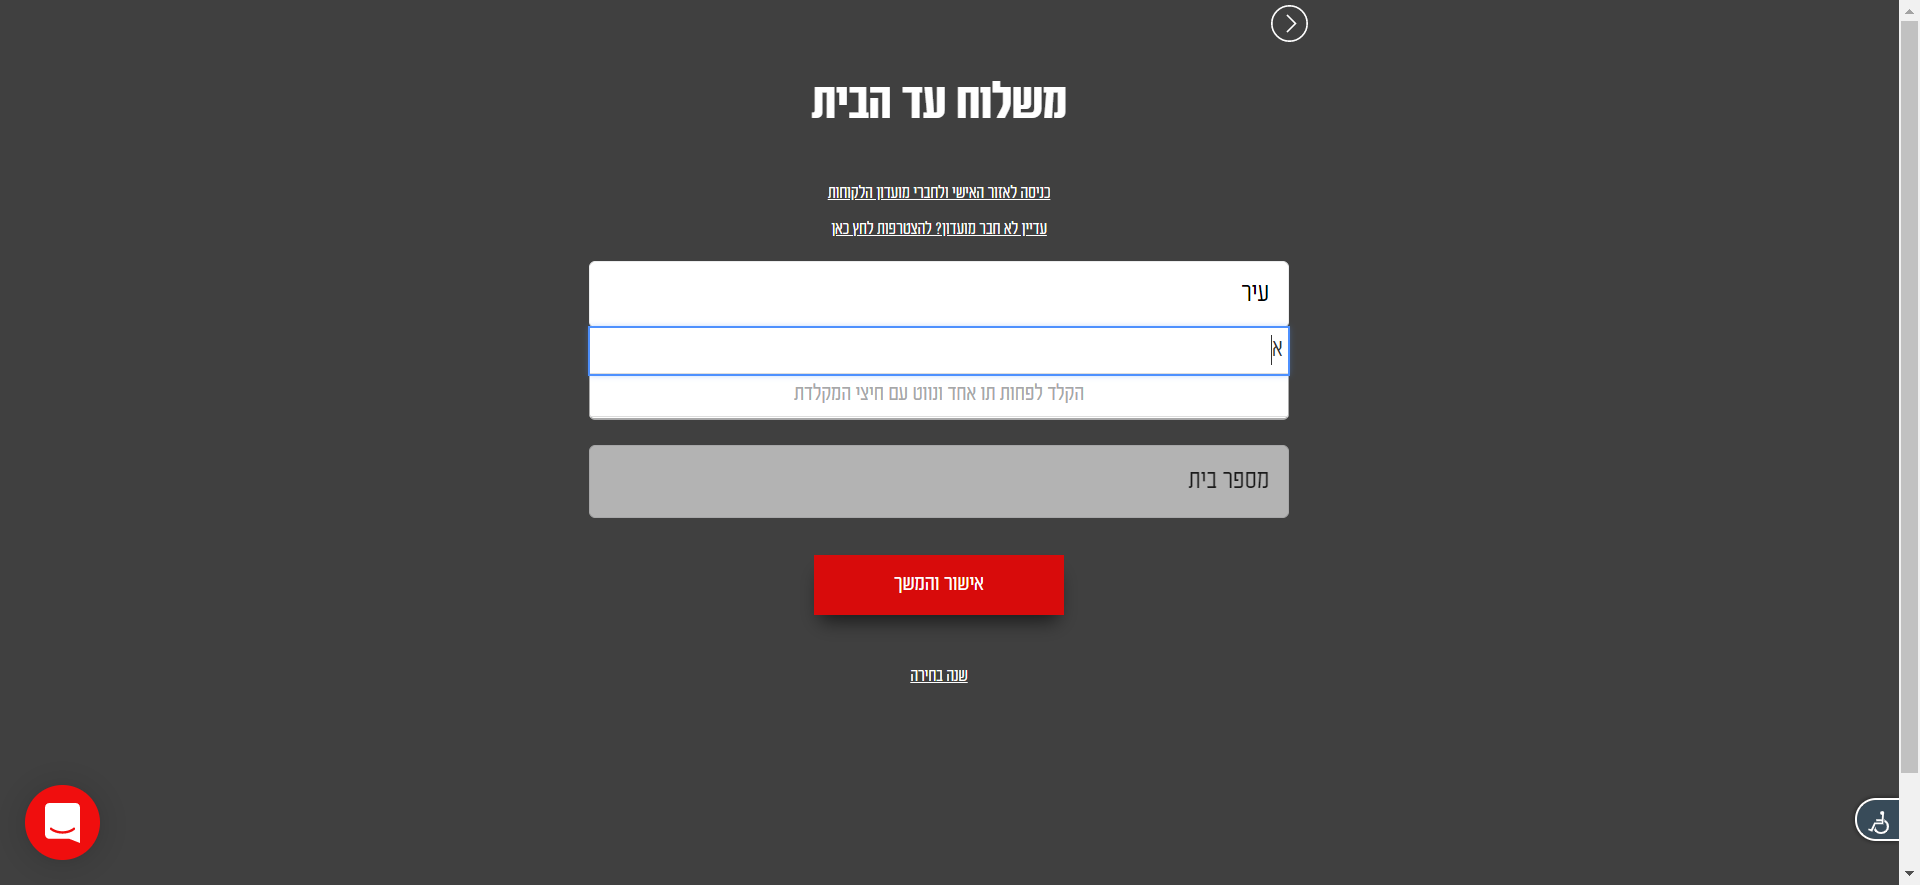 משלוח עד הבית
כניסה לאזור האישי ולחברי מועדון הלקוחות
עדיין לא חבר מועדון? להצטרפות לחץ כאן
עיר
א
הקלד לפחות תו אחד ונווט עם חיצי המקלדת
מספר בית
אישור והמשך
שנה בחירה